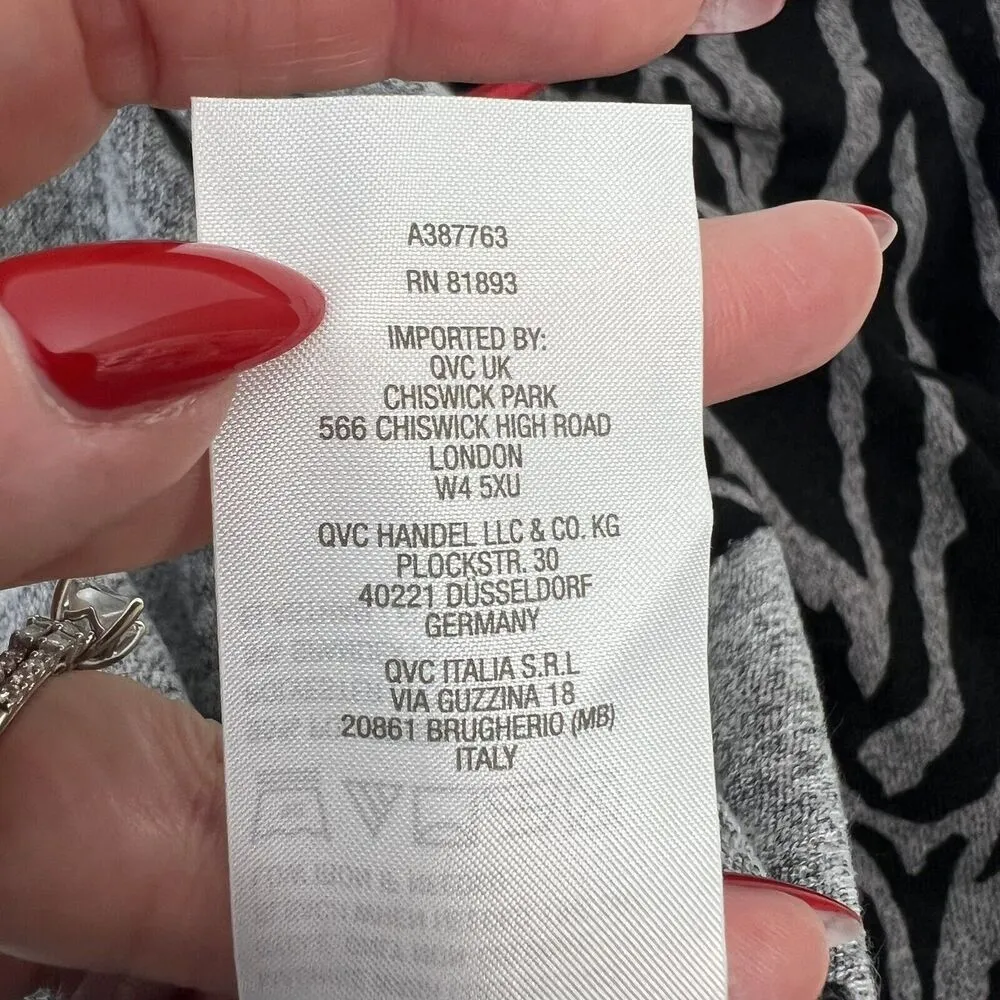 A387763
RN 81893
IMPORTED BY:
QVC UK
CHISWICK PARK
566 CHISWICK HIGH ROAD
LONDON
W4 5XU
QVC HANDEL LLC & CO. KG
PLOCKSTR. 30
40221 DÜSSELDORF
GERMANY
QVC ITALIA S.R.L
VIA GUZZINA 18
20861 BRUGHERIO (MB)
ITALY